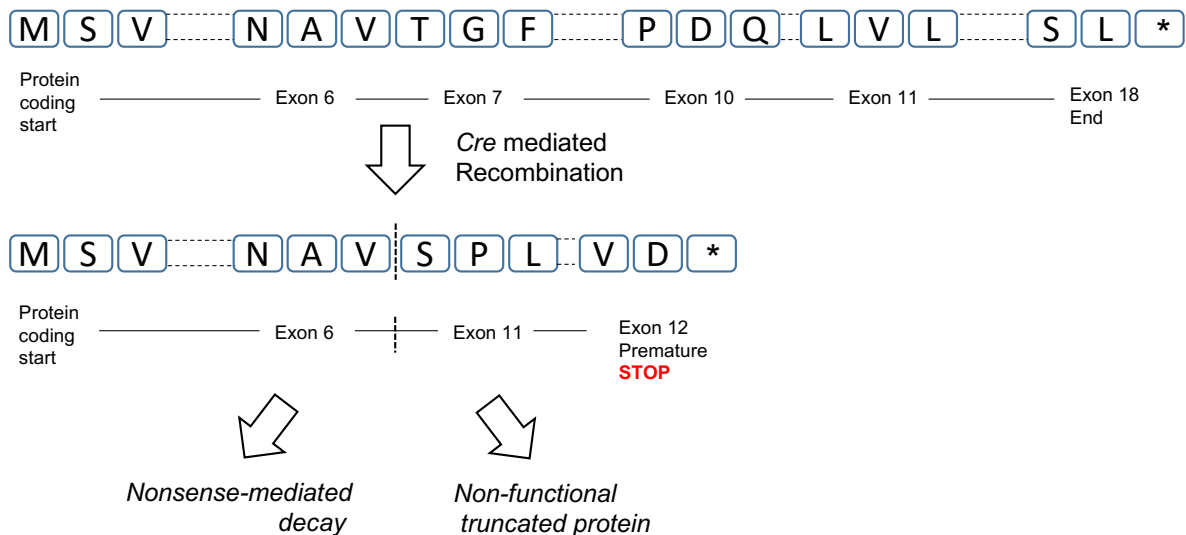 M S V N A V T G F P D Q L V L S L *
Protein
coding
start
Exon 6
Exon 7
Exon 10
Exon 11
Exon 18
End
Cre mediated
Recombination
M S V N A V S P L V D *
Protein
coding
start
Exon 6
Exon 11
Exon 12
Premature
STOP
Nonsense-mediated
decay
Non-functional
truncated protein